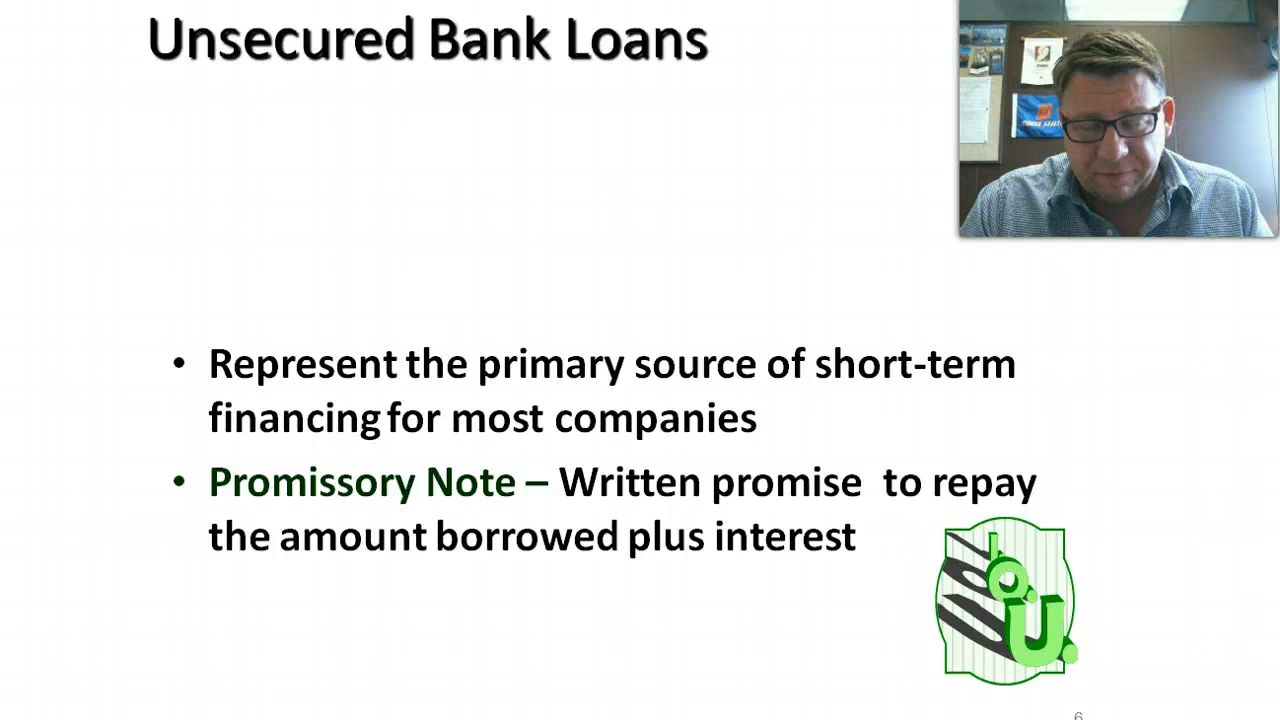 Unsecured Bank Loans
• Represent the primary source of short-term
financing for most companies
• Promissory Note – Written promise to repay
the amount borrowed plus interest
I.O.U.
6